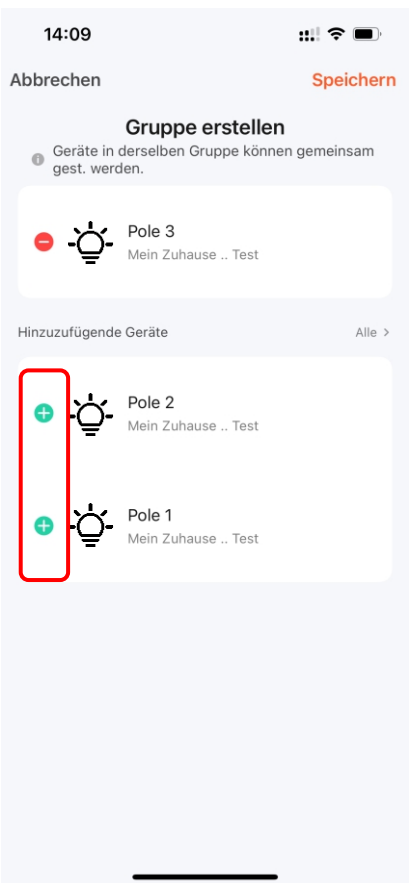 14:09
Abbrechen Speichern
Gruppe erstellen
Geräte in derselben Gruppe können gemeinsam
gest. werden.
Pole 3
Mein Zuhause .. Test
Hinzuzufügende Geräte Alle >
Pole 2
Mein Zuhause .. Test
Pole 1
Mein Zuhause .. Test